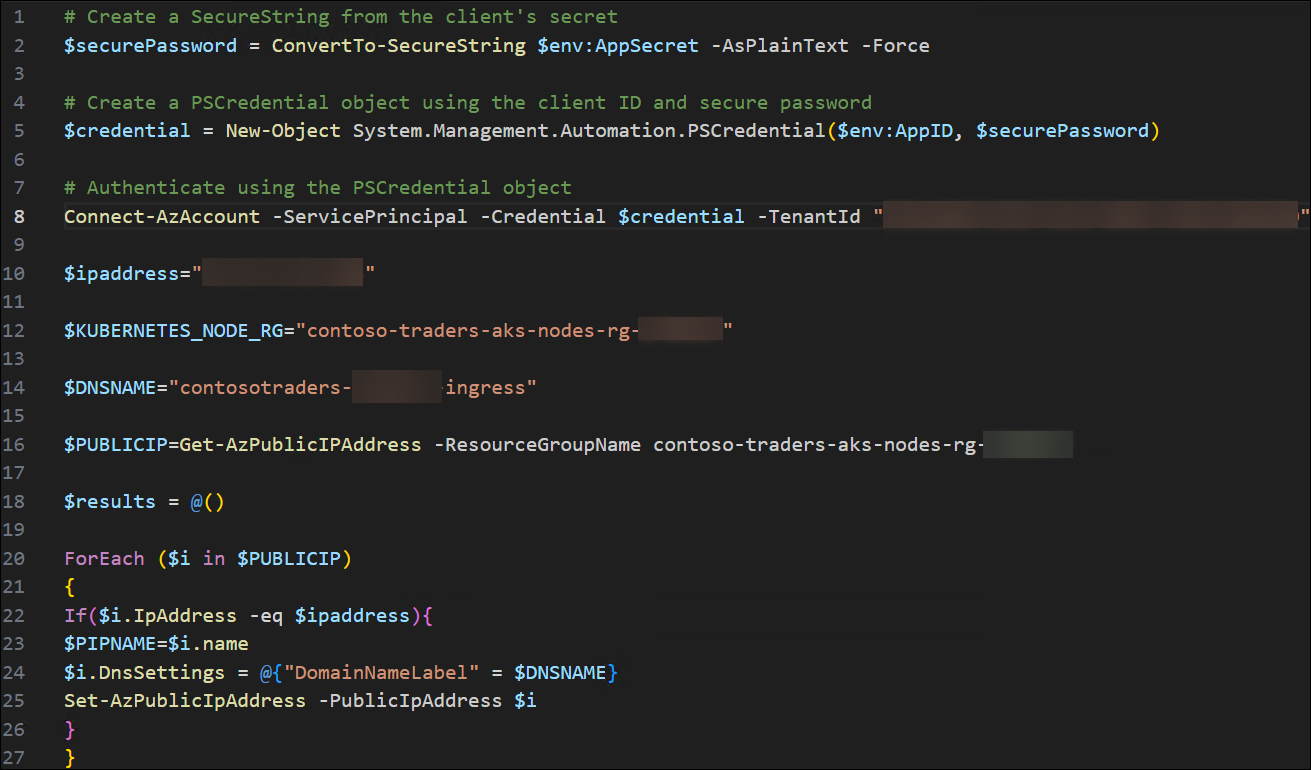 1 # Create a SecureString from the client's secret
2 $securePassword = ConvertTo-SecureString $env:AppSecret -AsPlainText -Force
3
4 # Create a PSCredential object using the client ID and secure password
5 $credential = New-Object System.Management.Automation.PSCredential($env:AppID, $securePassword)
6
7 # Authenticate using the PSCredential object
8 Connect-AzAccount -ServicePrincipal -Credential $credential -TenantId ""
9
10 $ipaddress=""
11
12 $KUBERNETES_NODE_RG="contoso-traders-aks-nodes-rg-"
13
14 $DNSNAME="contosotraders-ingress"
15
16 $PUBLICIP=Get-AzPublicIPAddress -ResourceGroupName contoso-traders-aks-nodes-rg-
17
18 $results = @()
19
20 ForEach ($i in $PUBLICIP)
21 {
22 If($i.IpAddress -eq $ipaddress){
23 $PIPNAME=$i.name
24 $i.DnsSettings = @{"DomainNameLabel" = $DNSNAME}
25 Set-AzPublicIpAddress -PublicIpAddress $i
26 }
27 }